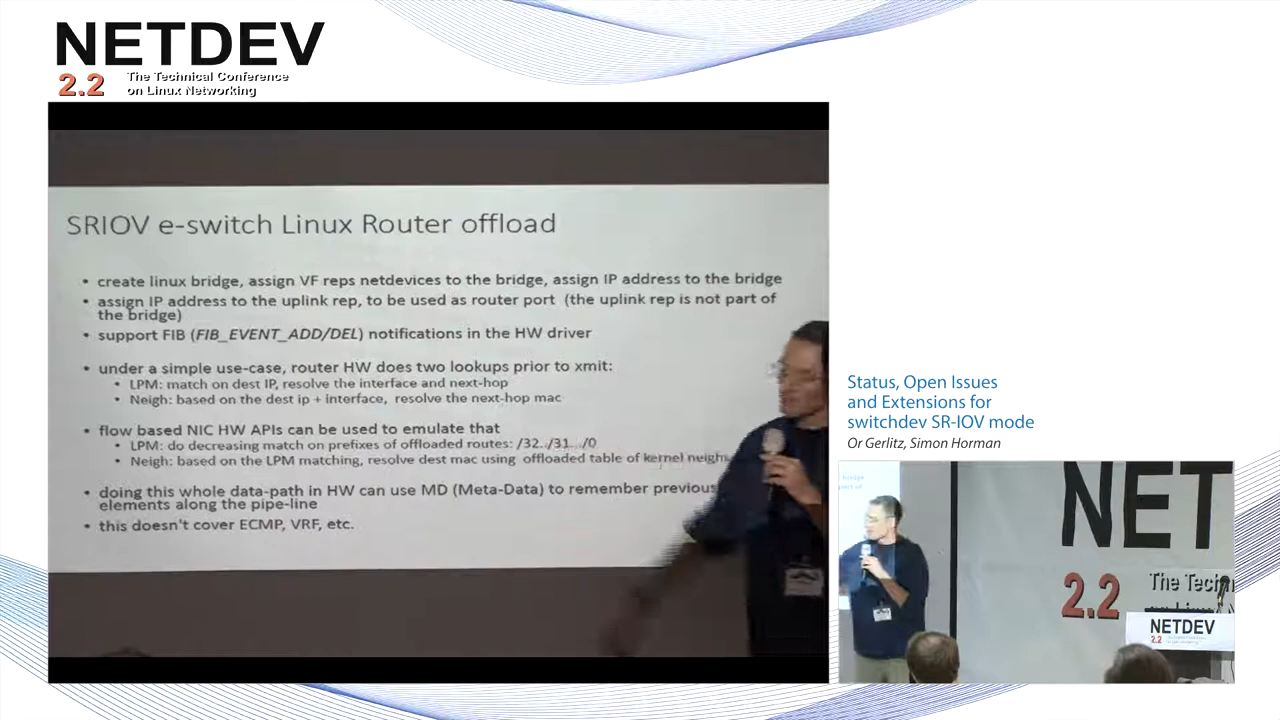 NETDEV
2.2
The Technical Conference
on Linux Networking
SRIOV e-switch Linux Router offload
• create linux bridge, assign VF reps netdevices to the bridge, assign IP address to the bridge
• assign IP address to the uplink rep, to be used as router port (the uplink rep is not part of
the bridge)
• support FIB (FIB_EVENT_ADD/DEL) notifications in the HW driver
• under a simple use-case, router HW does two lookups prior to xmit:
• LPM: match on dest IP, resolve the interface and next-hop
• Neigh: based on the dest ip + interface, resolve the next-hop mac
• flow based NIC HW APIs can be used to emulate that
• LPM: do decreasing match on prefixes of offloaded routes: /32../31.../0
• Neigh: based on the LPM matching, resolve dest mac using offloaded table of kernel neighs
• doing this whole data-path in HW can use MD (Meta-Data) to remember previous
elements along the pipe-line
• this doesn't cover ECMP, VRF, etc.
Status, Open Issues
and Extensions for
switchdev SR-IOV mode
Or Gerlitz, Simon Horman
NET
2.2
The Techn
NETDEV
2.2